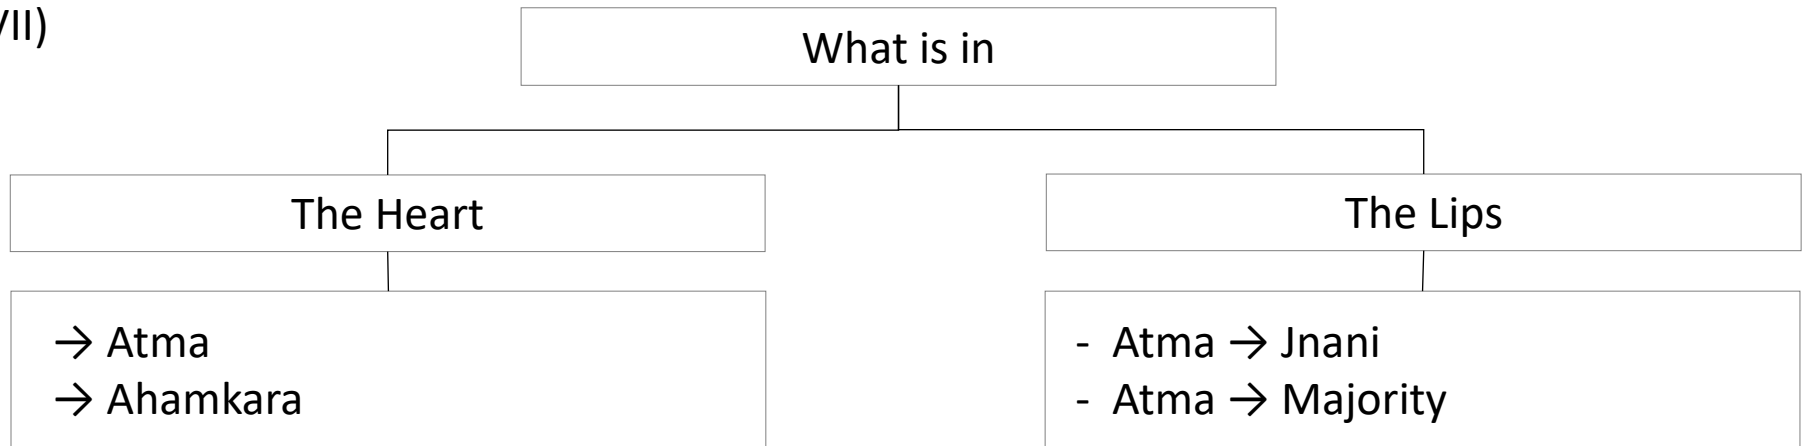 VII)
What is in
The Heart
The Lips
→ Atma
→ Ahamkara
- Atma → Jnani
- Atma → Majority